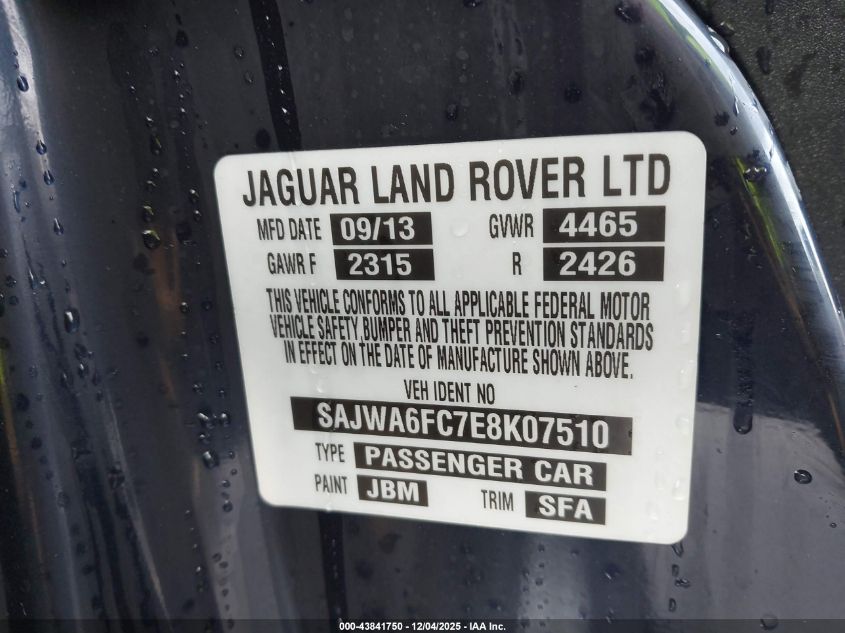 JAGUAR LAND ROVER LTD
MFD DATE 09/13 GVWR 4465
GAWR F 2315 R 2426
THIS VEHICLE CONFORMS TO ALL APPLICABLE FEDERAL MOTOR
VEHICLE SAFETY BUMPER AND THEFT PREVENTION STANDARDS
IN EFFECT ON THE DATE OF MANUFACTURE SHOWN ABOVE.
VEH IDENT NO
SAJWA6FC7E8K07510
TYPE PASSENGER CAR
PAINT JBM TRIM SFA
000-43841750 - 12/04/2025 - IAA Inc.